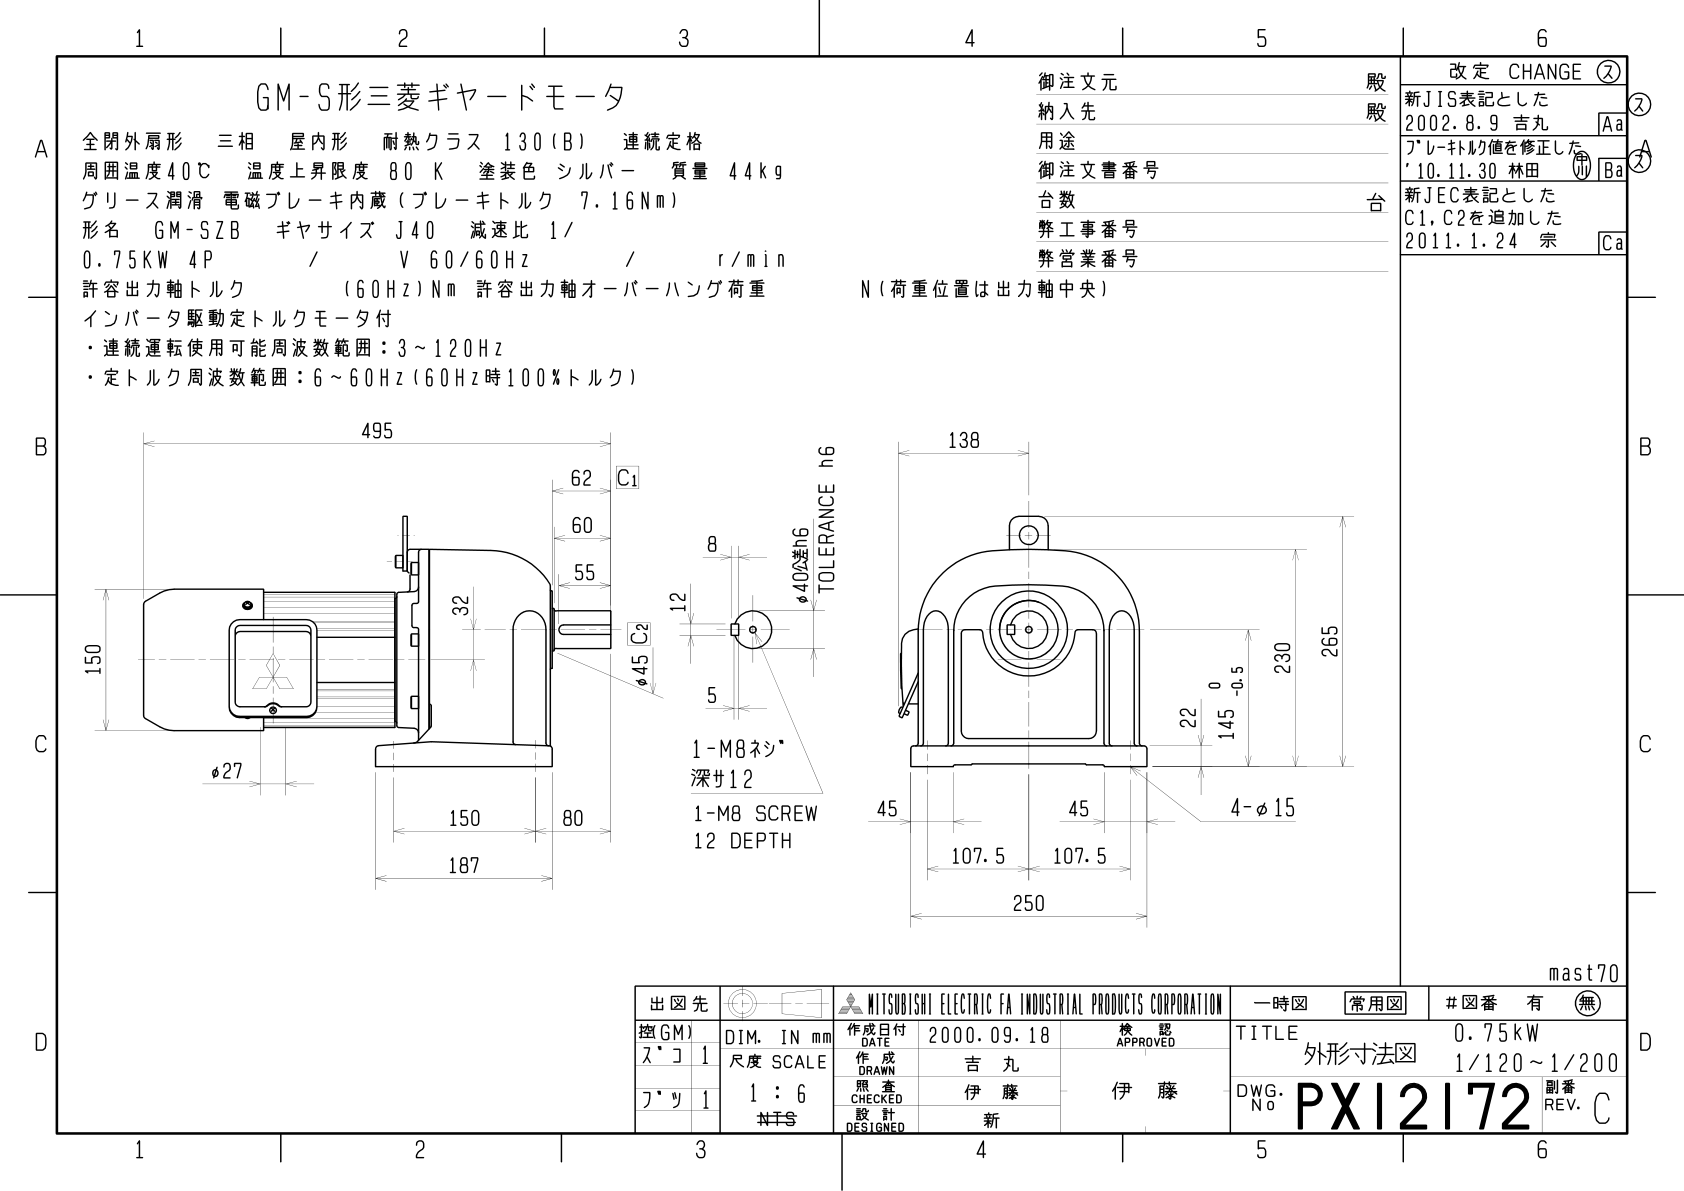 1 2 3 4 5 6
A
B
C
D
GM-S形三菱ギヤードモータ
全閉外扇形 三相 屋内形 耐熱クラス 130(B) 連続定格
周囲温度40℃ 温度上昇限度 80 K 塗装色 シルバー 質量 44kg
グリース潤滑 電磁ブレーキ内蔵(ブレーキトルク 7.16Nm)
形名 GM-SZB ギヤサイズ J40 減速比 1/
0.75KW 4P / V 60/60Hz / r/min
許容出力軸トルク (60Hz)Nm 許容出力軸オーバーハング荷重 N(荷重位置は出力軸中央)
インバータ駆動定トルクモータ付
・連続運転使用可能周波数範囲：3～120Hz
・定トルク周波数範囲：6～60Hz(60Hz時100%トルク)
御注文元 殿
納入先 殿
用途
御注文書番号
台数 台
弊工事番号
弊営業番号
改定 CHANGE ス
新JIS表記とした
2002.8.9 吉丸 Aa ス
ﾌﾞﾚｰｷﾄﾙｸ値を修正した
'10.11.30 林田 中川 Ba ス
新JEC表記とした
C1,C2を追加した
2011.1.24 宗 Ca
A
B
C
D
495
62 C1
60
55
32
150
C2
φ45
φ27
150 80
187
8
12
5
φ40公差h6
TOLERANCE h6
1-M8ネジ
深サ12
1-M8 SCREW
12 DEPTH
138
265
230
0
145 -0.5
22
45 45
4-φ15
107.5 107.5
250
mast70
出図先
控(GM)
ズコ 1
ブツ 1
DIM. IN mm
尺度 SCALE
1 : 6
NTS
MITSUBISHI ELECTRIC FA INDUSTRIAL PRODUCTS CORPORATION
作成日付 DATE 2000.09.18
作成 DRAWN 吉丸
照査 CHECKED 伊藤
設計 DESIGNED 新
検認 APPROVED
伊藤
一時図 常用図 #図番 有 無
TITLE 外形寸法図
0.75kW
1/120～1/200
DWG. No PX12172
副番 REV. C
1 2 3 4 5 6